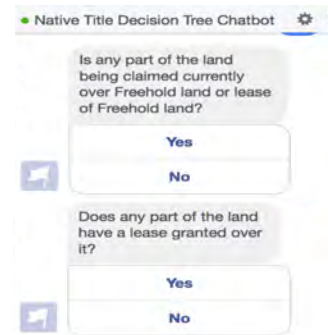 Native Title Decision Tree Chatbot
Is any part of the land
being claimed currently
over Freehold land or lease
of Freehold land?
Yes
No
Does any part of the land
have a lease granted over
it?
Yes
No